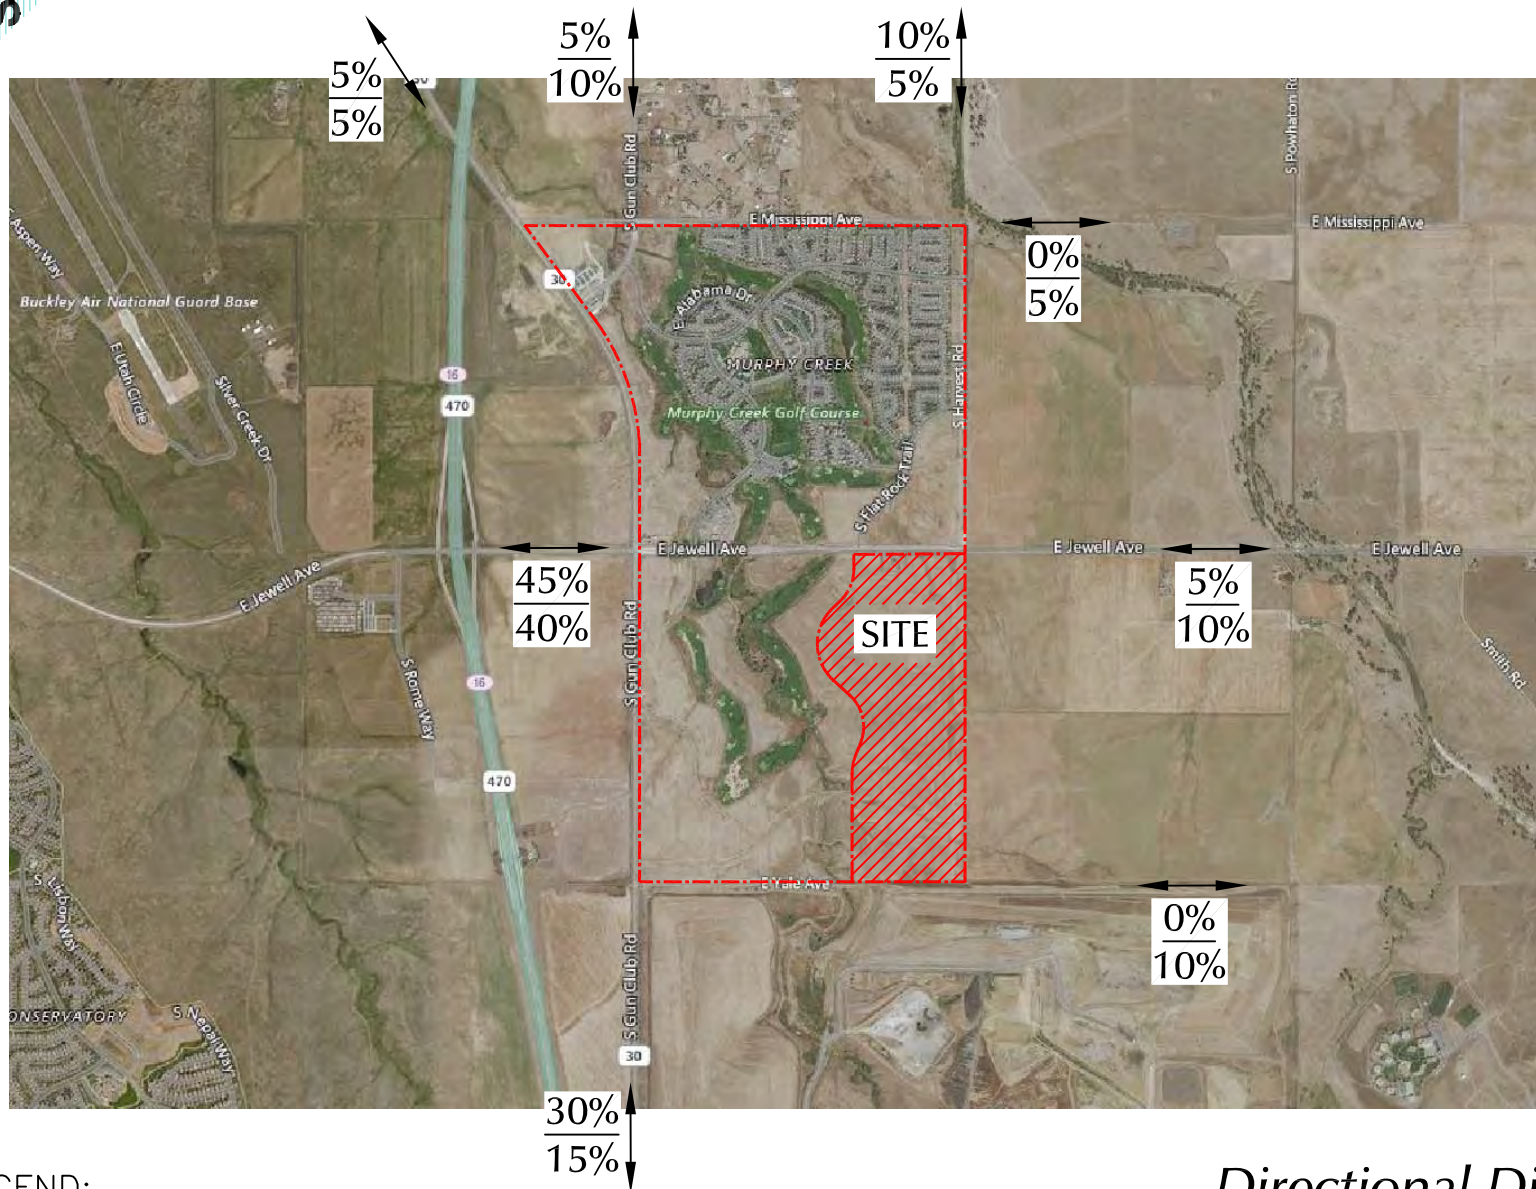 5%
10%
10%
5%
5%
5%
S Gun Club Rd
S Powhaton Rd
E Mississippi Ave
E Mississippi Ave
0%
5%
S Aspen Way
30
Buckley Air National Guard Base
E Alabama Dr
E Utah Circle
Silver Creek Dr
16
470
MURPHY CREEK
Murphy Creek Golf Course
S Harvest Rd
S Flat Rock Trail
E Jewell Ave
E Jewell Ave
E Jewell Ave
E Jewell Ave
45%
40%
5%
10%
SITE
S Gun Club Rd
S Rome Way
16
Smith Rd
470
E Yale Ave
S Lisbon Way
0%
10%
S Gun Club Rd
ONSERVATORY
S Nepal Way
30
30%
15%
GEND:
Directional Di